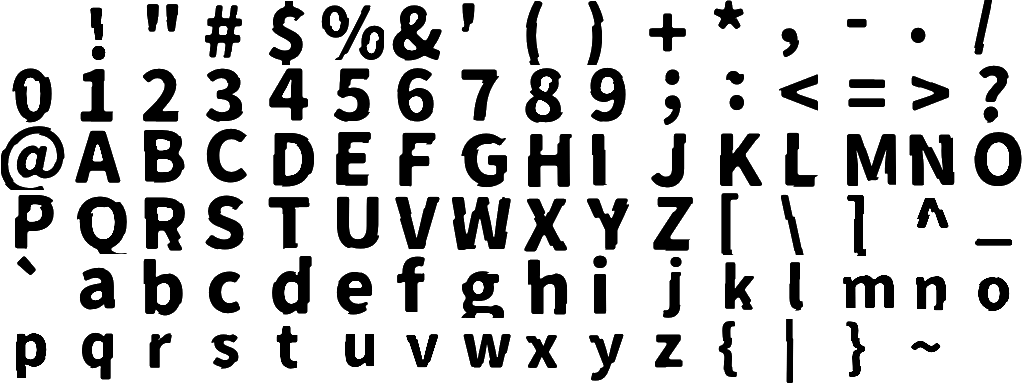 ! " # $ % & ' ( ) + * , - . /
0 1 2 3 4 5 6 7 8 9 ; : < = > ?
@ A B C D E F G H I J K L M N O
P Q R S T U V W X Y Z [ \ ] ^ _
` a b c d e f g h i j k l m n o
p q r s t u v w x y z { | } ~